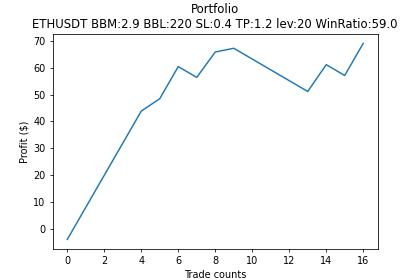 Portfolio
ETHUSDT BBM:2.9 BBL:220 SL:0.4 TP:1.2 lev:20 WinRatio:59.0
70
60
50
40
30
20
10
0
Profit ($)
0 2 4 6 8 10 12 14 16
Trade counts